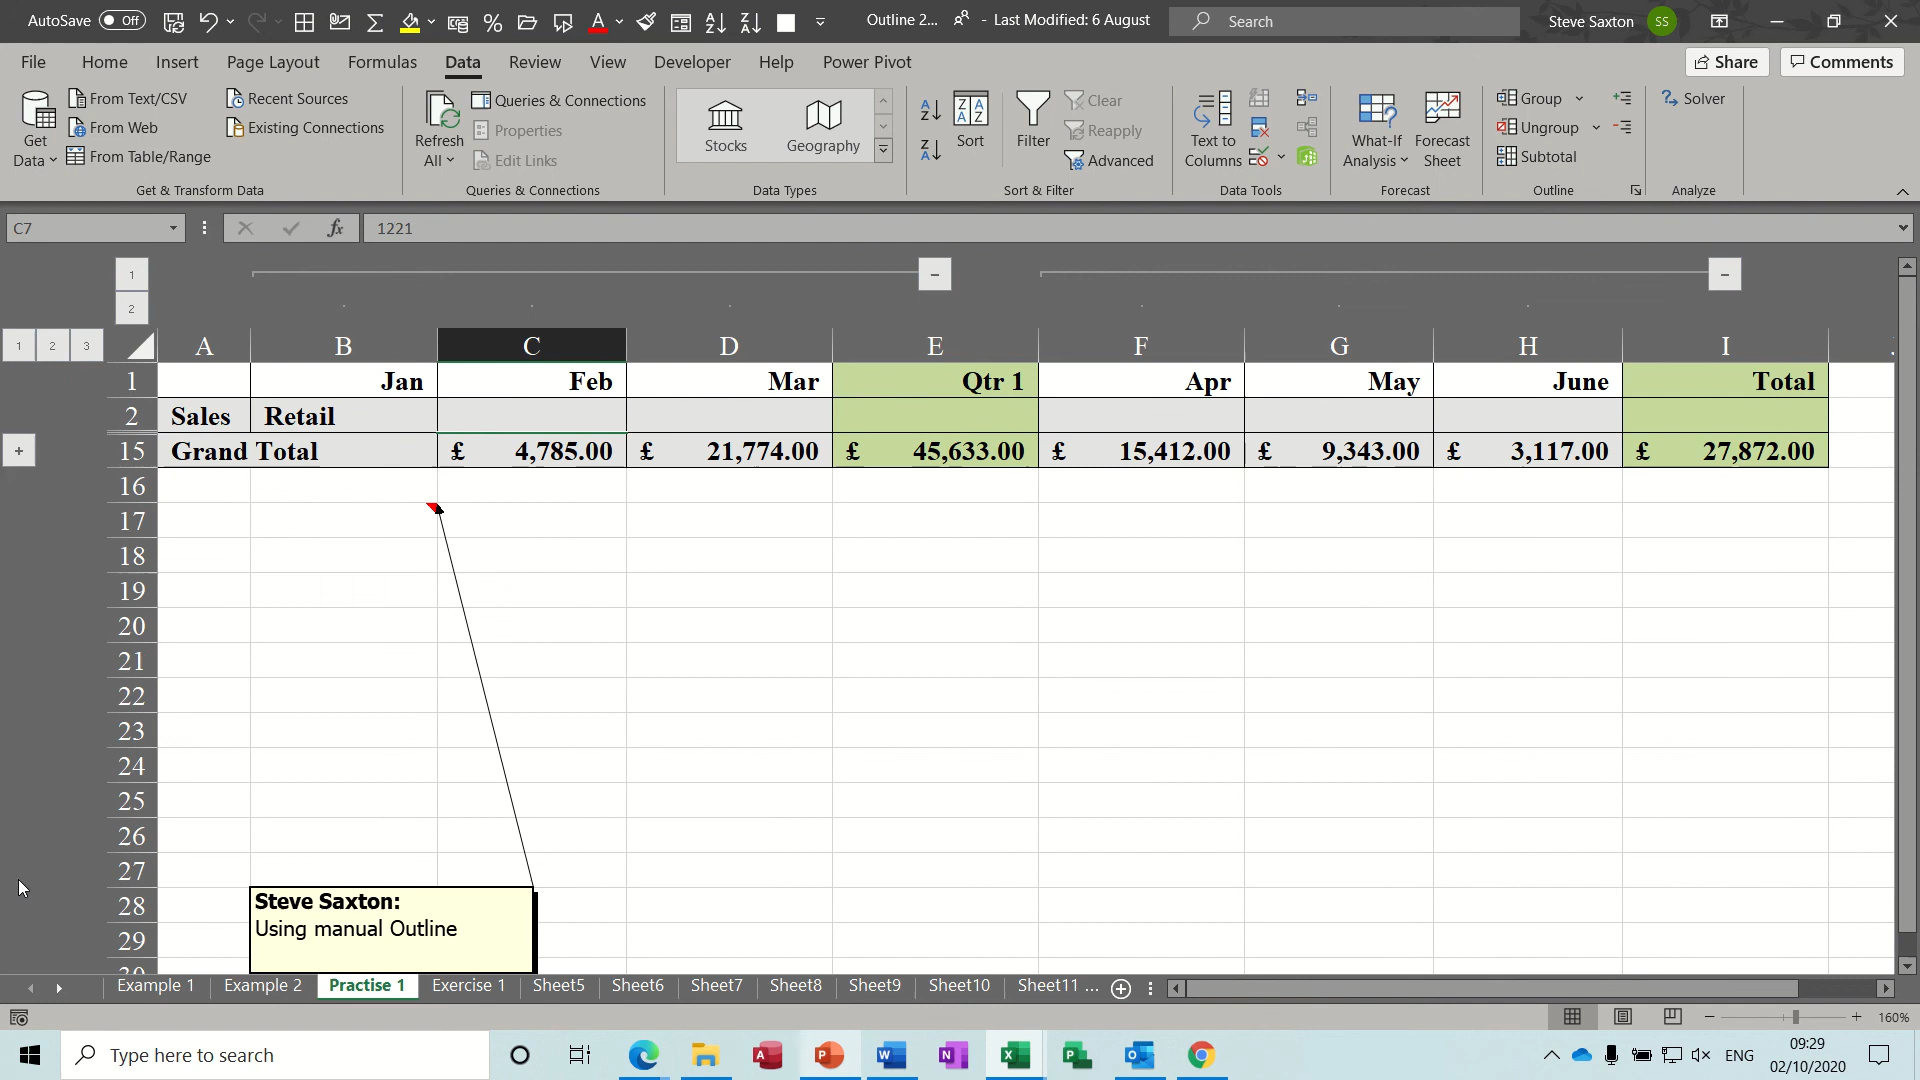 AutoSave Off Outline 2... - Last Modified: 6 August Search Steve Saxton SS
File Home Insert Page Layout Formulas Data Review View Developer Help Power Pivot Share Comments
From Text/CSV Recent Sources
From Web Existing Connections
From Table/Range
Get Data
Get & Transform Data
Refresh All
Queries & Connections
Properties
Edit Links
Queries & Connections
Stocks Geography
Data Types
Sort Filter
Clear
Reapply
Advanced
Sort & Filter
Text to Columns
Data Tools
What-If Analysis
Forecast Sheet
Forecast
Group
Ungroup
Subtotal
Outline
Solver
Analyze
C7 fx 1221
1
2
1 2 3
A B C D E F G H I
1 Jan Feb Mar Qtr 1 Apr May June Total
2 Sales Retail
15 Grand Total £ 4,785.00 £ 21,774.00 £ 45,633.00 £ 15,412.00 £ 9,343.00 £ 3,117.00 £ 27,872.00
16
17
18
19
20
21
22
23
24
25
26
27
28
29
30
Steve Saxton:
Using manual Outline
Example 1 Example 2 Practise 1 Exercise 1 Sheet5 Sheet6 Sheet7 Sheet8 Sheet9 Sheet10 Sheet11 ...
160%
Type here to search
ENG
09:29
02/10/2020